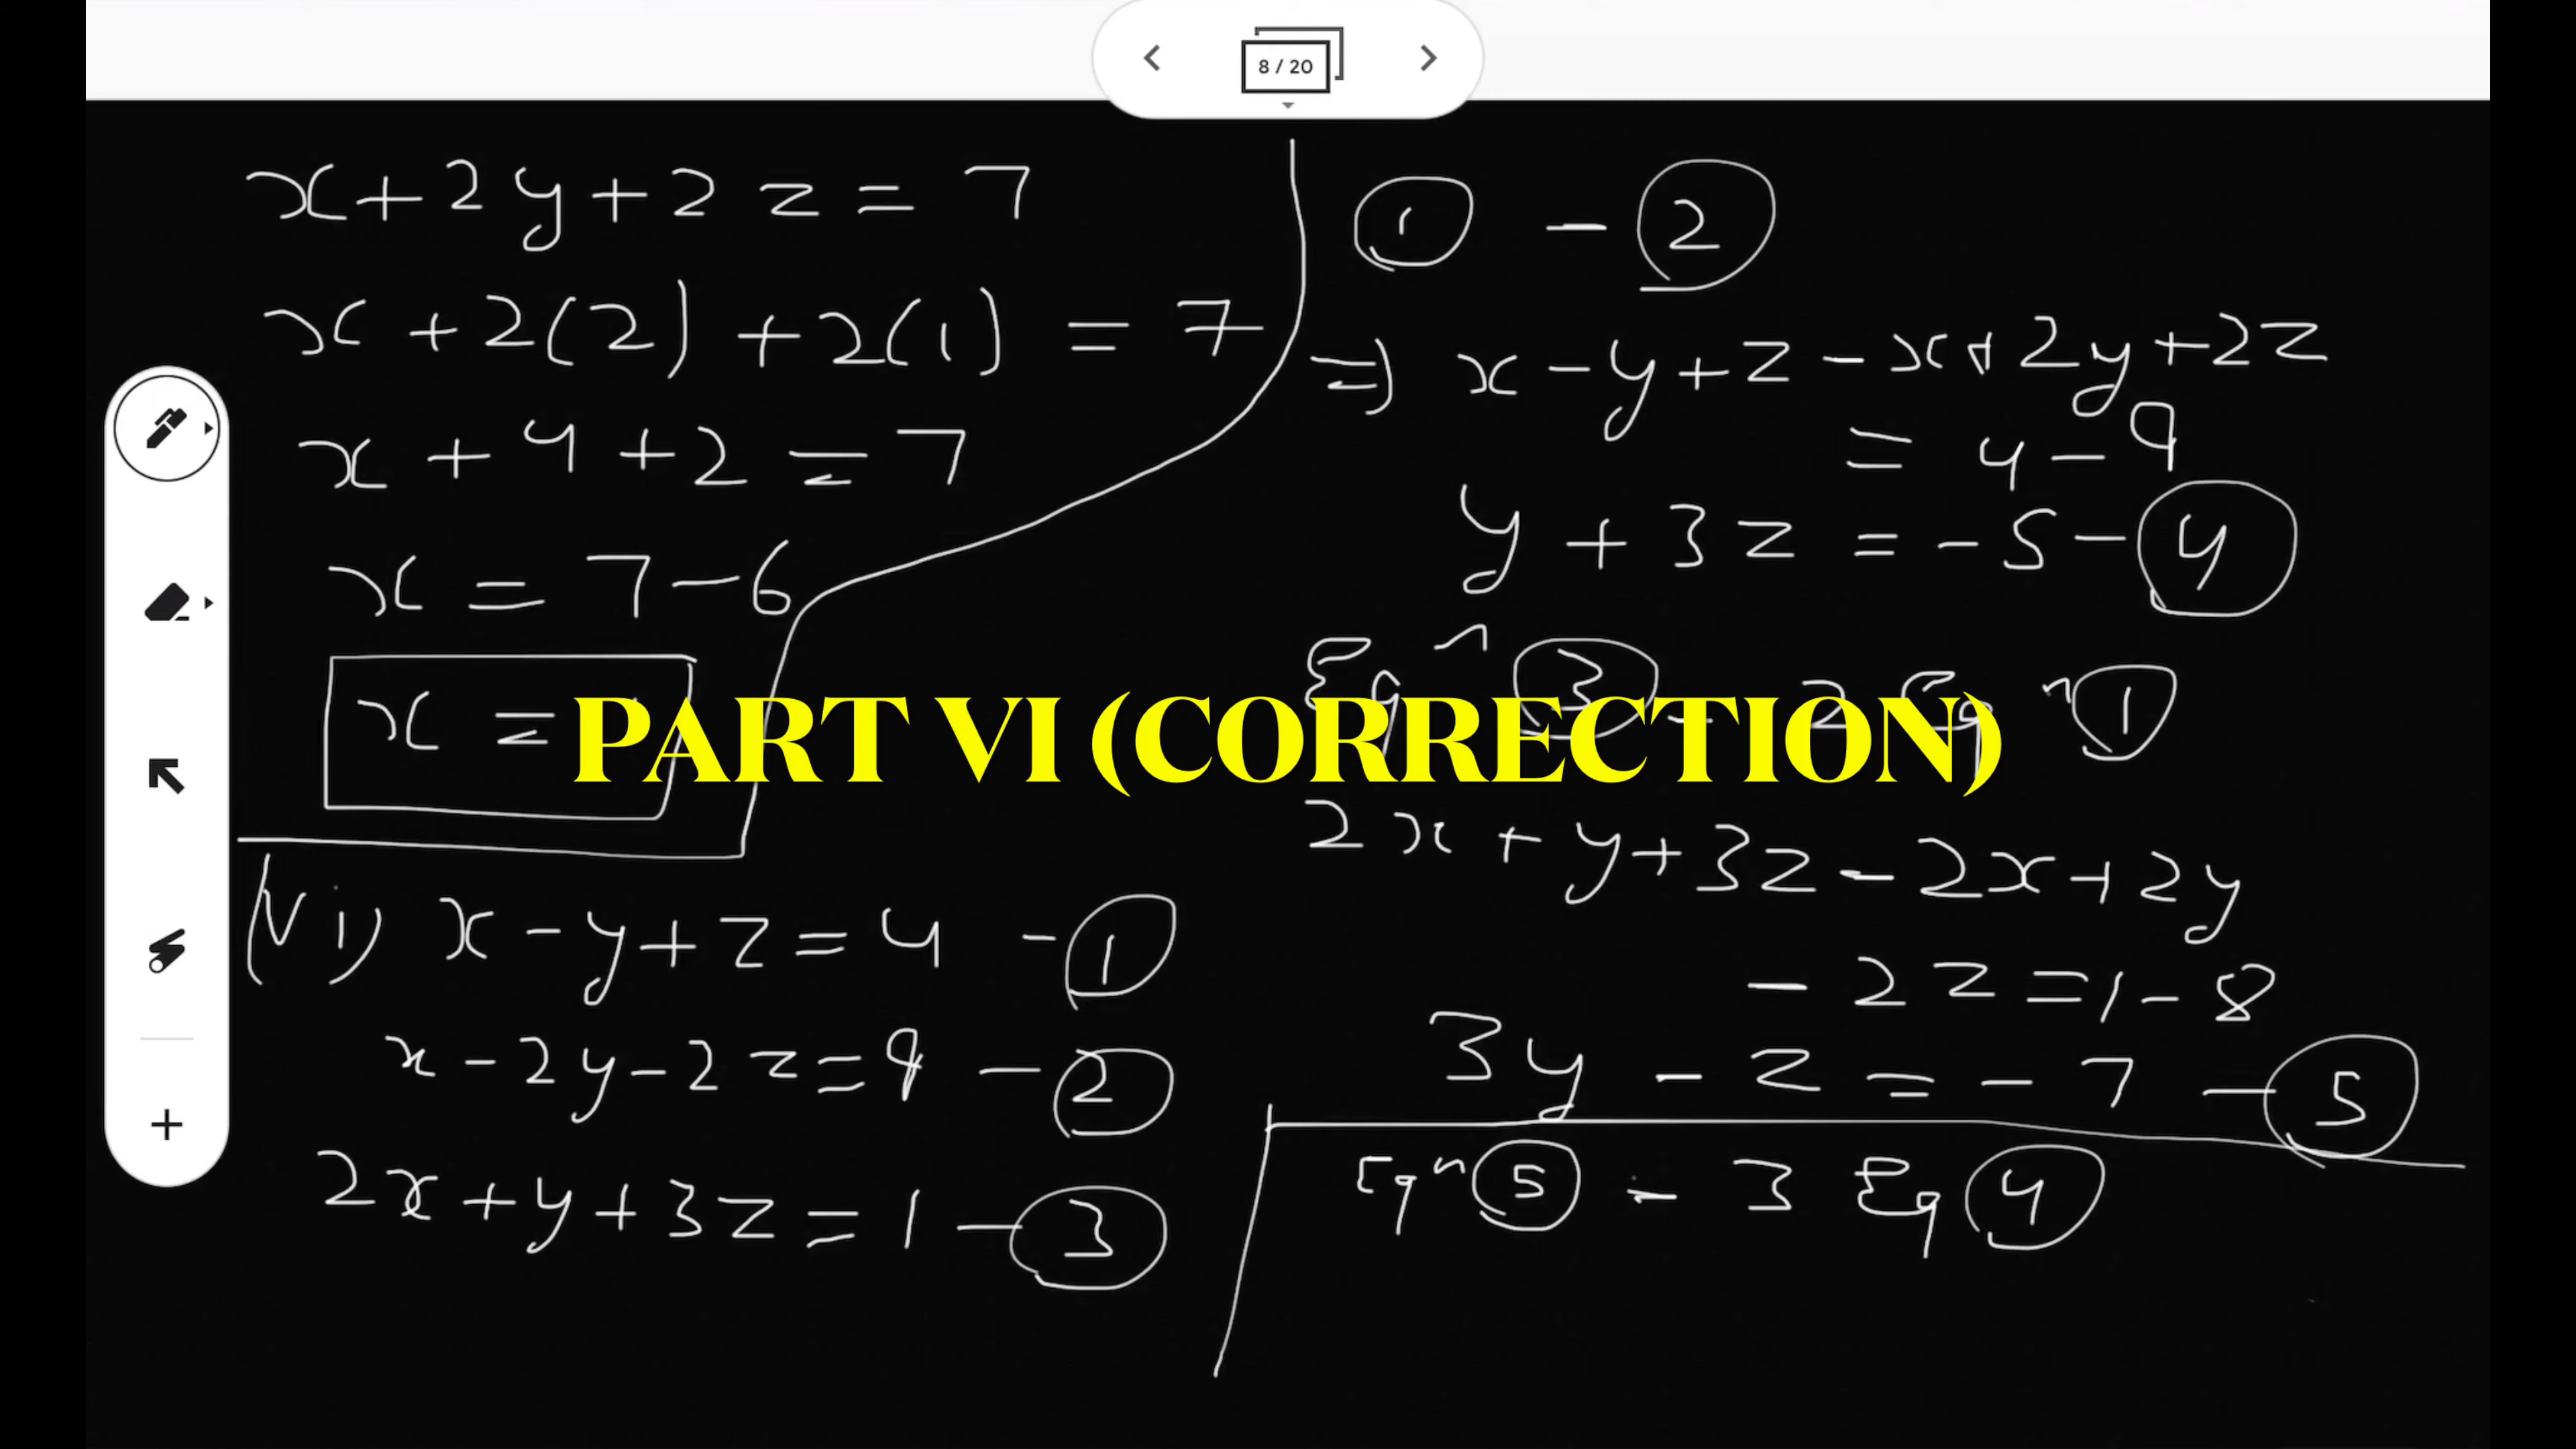 8 / 20
x + 2y + 2z = 7
x + 2(2) + 2(1) = 7
x + 4 + 2 = 7
x = 7 - 6
x =
PART VI (CORRECTION)
(vi) x - y + z = 4 - ①
x - 2y - 2z = 9 - ②
2x + y + 3z = 1 - ③
① - ②
⇒ x - y + z - x + 2y + 2z
= 4 - 9
y + 3z = -5 - ④
Eqⁿ ③ - 2 Eqⁿ ①
2x + y + 3z - 2x + 2y
- 2z = 1 - 8
3y - z = -7 - ⑤
Eqⁿ ⑤ - 3 Eq ④